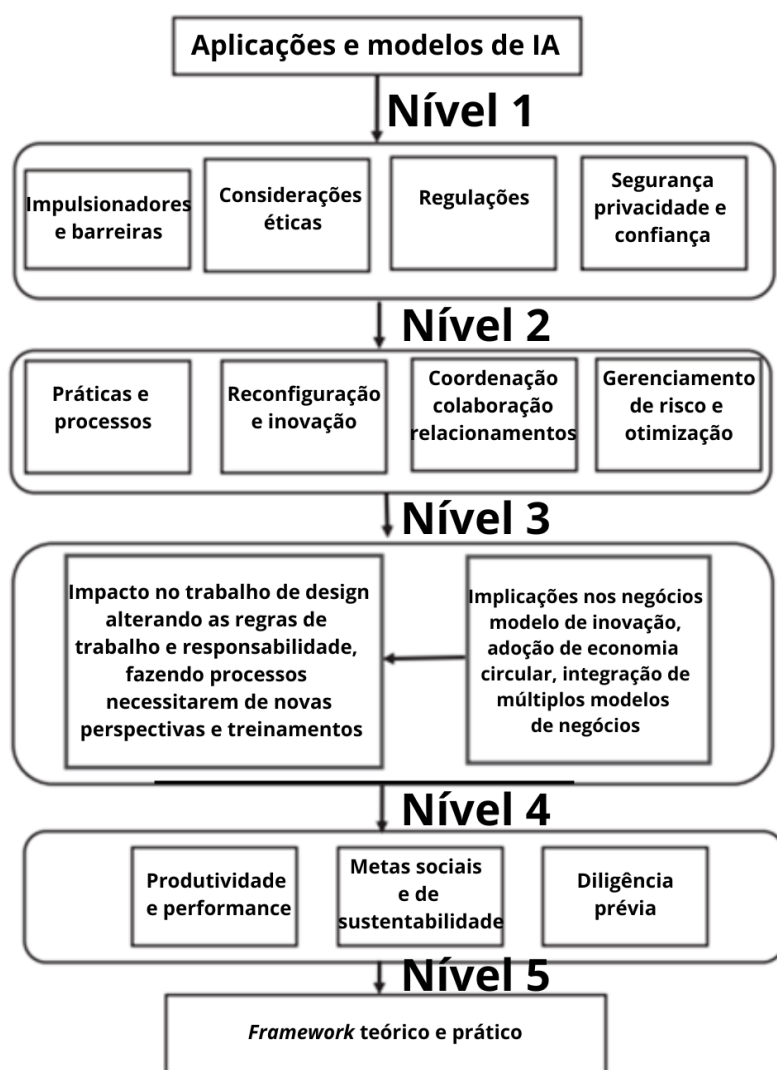 Aplicações e modelos de IA
Nível 1
Impulsionadores
e barreiras
Considerações
éticas
Regulações
Segurança
privacidade e
confiança
Nível 2
Práticas e
processos
Reconfiguração
e inovação
Coordenação
colaboração
relacionamentos
Gerenciamento
de risco e
otimização
Nível 3
Impacto no trabalho de design
alterando as regras de
trabalho e responsabilidade,
fazendo processos
necessitarem de novas
perspectivas e treinamentos
Implicações nos negócios
modelo de inovação,
adoção de economia
circular, integração de
múltiplos modelos
de negócios
Nível 4
Produtividade
e performance
Metas sociais
e de
sustentabilidade
Diligência
prévia
Nível 5
Framework teórico e prático